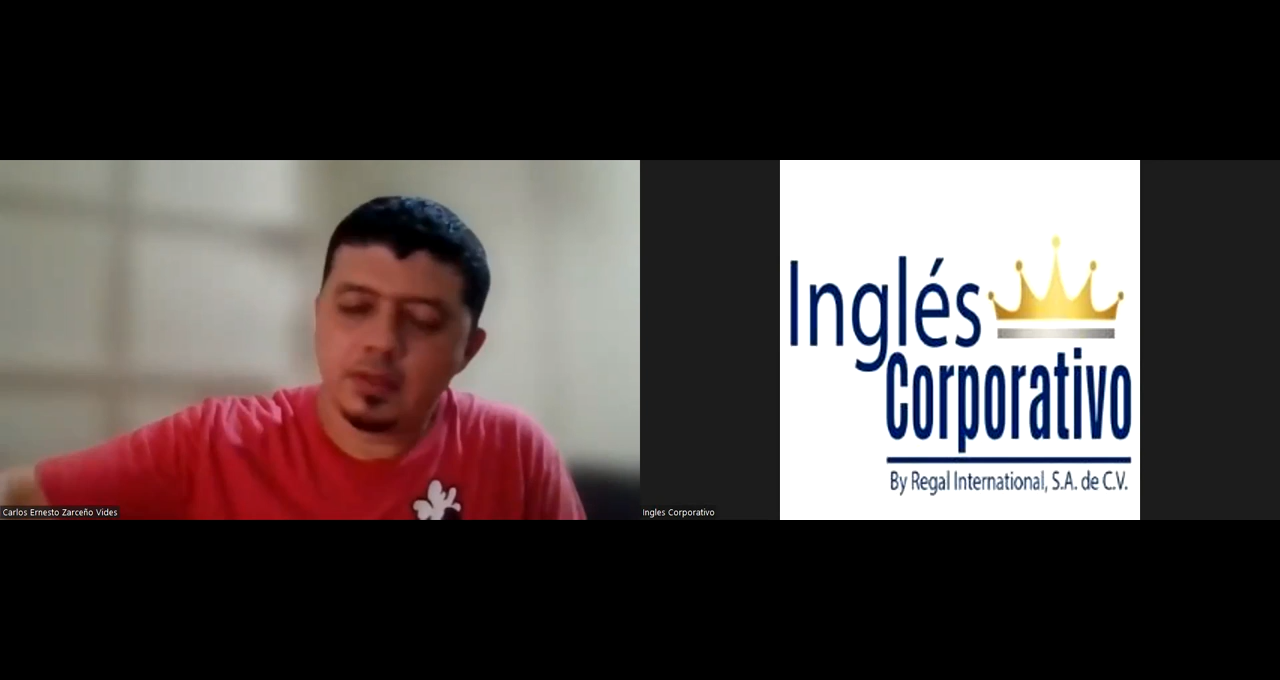 Inglés
Corporativo
By Regal International, S.A. de C.V.
Carlos Ernesto Zarceño Vides
Ingles Corporativo